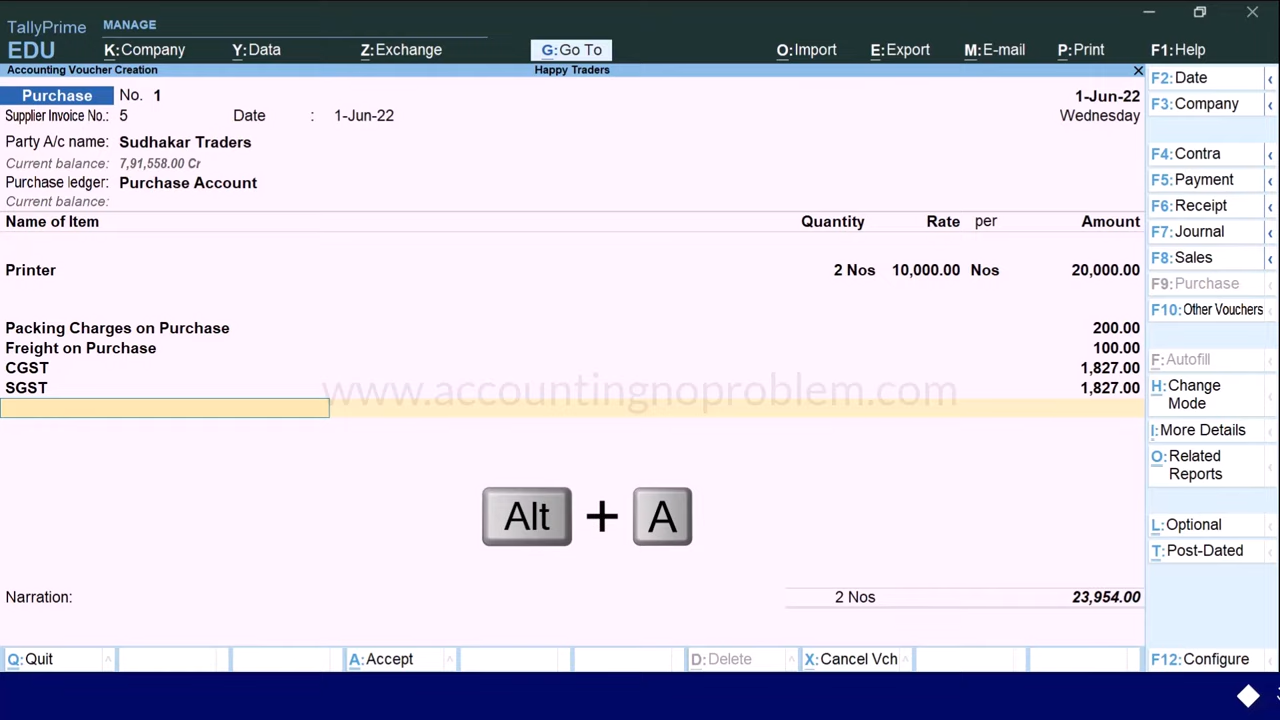 TallyPrime MANAGE
EDU K:Company Y:Data Z:Exchange G:Go To O:Import E:Export M:E-mail P:Print F1:Help
Accounting Voucher Creation Happy Traders
Purchase No. 1 1-Jun-22
Supplier Invoice No.: 5 Date : 1-Jun-22 Wednesday
Party A/c name: Sudhakar Traders
Current balance: 7,91,558.00 Cr
Purchase ledger: Purchase Account
Current balance:
Name of Item Quantity Rate per Amount
Printer 2 Nos 10,000.00 Nos 20,000.00
Packing Charges on Purchase 200.00
Freight on Purchase 100.00
CGST 1,827.00
SGST 1,827.00
www.accountingnoproblem.com
Alt + A
Narration: 2 Nos 23,954.00
Q:Quit A:Accept D:Delete X:Cancel Vch F12:Configure
F2:Date
F3:Company
F4:Contra
F5:Payment
F6:Receipt
F7:Journal
F8:Sales
F9:Purchase
F10:Other Vouchers
F:Autofill
H:Change
Mode
I:More Details
O:Related
Reports
L:Optional
T:Post-Dated